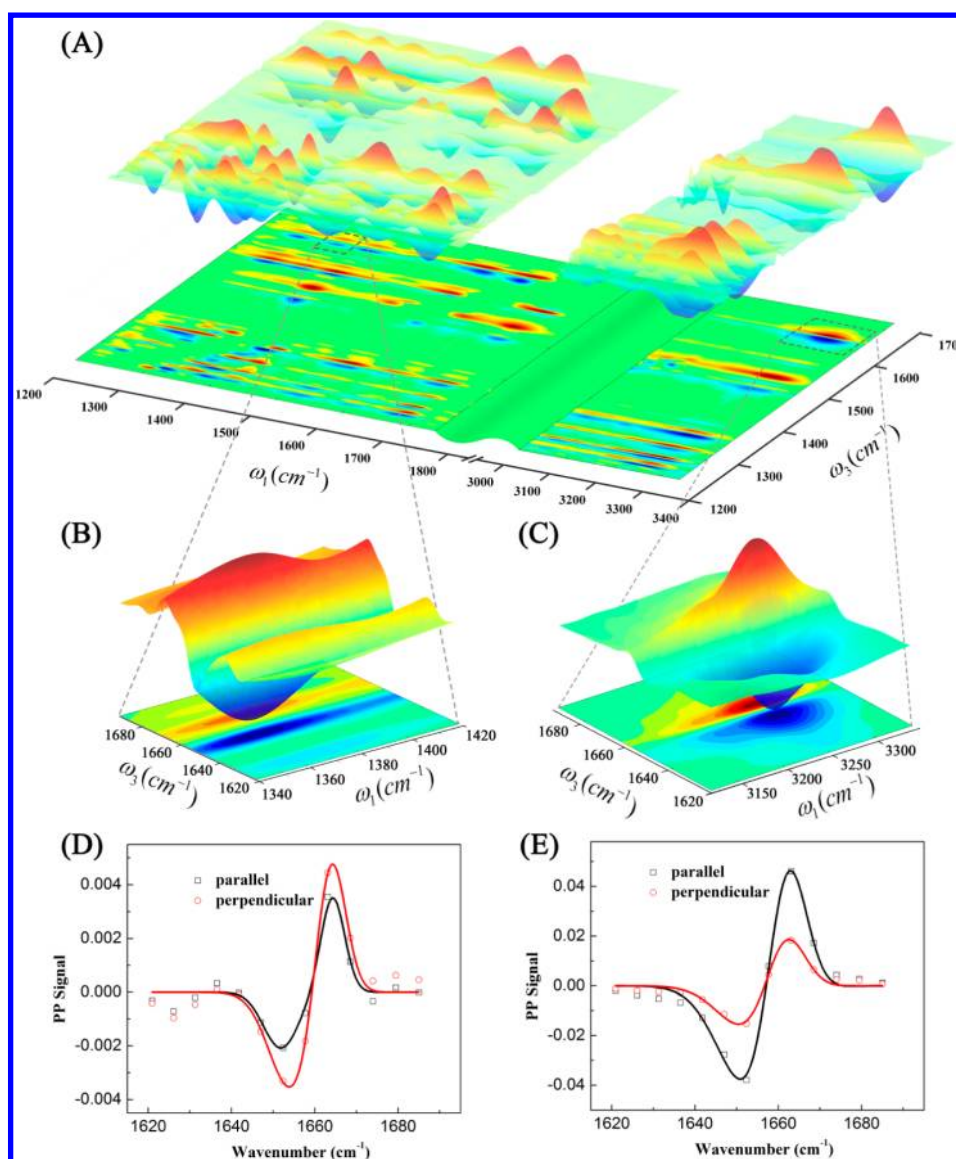 (A)
1700
1600
1500
1400
1300
1200
ω₃(cm⁻¹)
1200
1300
1400
1500
1600
1700
1800
3000
3100
3200
3300
3400
ω₁(cm⁻¹)
(B)
1680
1660
1640
1620
ω₃(cm⁻¹)
1340
1360
1380
1400
1420
ω₁(cm⁻¹)
(C)
1680
1660
1640
1620
ω₃(cm⁻¹)
3150
3200
3250
3300
ω₁(cm⁻¹)
(D)
parallel
perpendicular
PP Signal
0.004
0.002
0.000
-0.002
-0.004
1620 1640 1660 1680
Wavenumber (cm⁻¹)
(E)
parallel
perpendicular
PP Signal
0.04
0.02
0.00
-0.02
-0.04
1620 1640 1660 1680
Wavenumber (cm⁻¹)